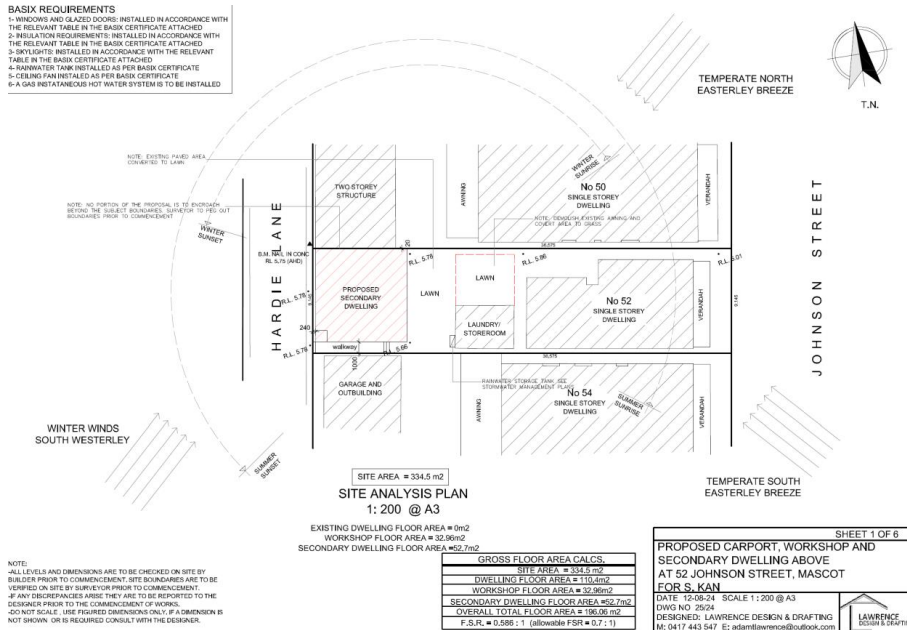 BASIX REQUIREMENTS
1- WINDOWS AND GLAZED DOORS: INSTALLED IN ACCORDANCE WITH
THE RELEVANT TABLE IN THE BASIX CERTIFICATE ATTACHED
2- INSULATION REQUIREMENTS: INSTALLED IN ACCORDANCE WITH
THE RELEVANT TABLE IN THE BASIX CERTIFICATE ATTACHED
3- SKYLIGHTS: INSTALLED IN ACCORDANCE WITH THE RELEVANT
TABLE IN THE BASIX CERTIFICATE ATTACHED
4- RAINWATER TANK INSTALLED AS PER BASIX CERTIFICATE
5- CEILING FAN INSTALED AS PER BASIX CERTIFICATE
6- A GAS INSTATANEOUS HOT WATER SYSTEM IS TO BE INSTALLED
TEMPERATE NORTH
EASTERLEY BREEZE
T.N.
NOTE: EXISTING PAVED AREA
CONVERTED TO LAWN
NOTE: NO PORTION OF THE PROPOSAL IS TO ENCROACH
BEYOND THE SUBJECT BOUNDARIES, SURVEYOR TO PEG OUT
BOUNDARIES PRIOR TO COMMENCEMENT
WINTER
SUNSET
TWO STOREY
STRUCTURE
AWNING
WINTER
SUNRISE
No 50
SINGLE STOREY
DWELLING
VERANDAH
NOTE: DEMOLISH EXISTING AWNING AND
COVERT AREA TO GRASS
HARDIE LANE
JOHNSON STREET
B.M. NAIL IN CONC
RL 5.75 (AHD)
20
36,575
R.L. 5.78
R.L. 5.86
R.L. 5.01
R.L. 5.78
9,145
PROPOSED
SECONDARY
DWELLING
LAWN
LAWN
No 52
SINGLE STOREY
DWELLING
VERANDAH
9,145
LAUNDRY/
STOREROOM
240
R.L. 5.76
walkway
R.L. 5.66
1000
36,575
GARAGE AND
OUTBUILDING
RAINWATER STORAGE TANK SEE
STORMWATER MANAGEMENT PLANS
AWNING
No 54
SINGLE STOREY
DWELLING
SUMMER
SUNRISE
VERANDAH
WINTER WINDS
SOUTH WESTERLEY
SUMMER
SUNSET
TEMPERATE SOUTH
EASTERLEY BREEZE
SITE AREA = 334.5 m2
SITE ANALYSIS PLAN
1: 200 @ A3
EXISTING DWELLING FLOOR AREA = 0m2
WORKSHOP FLOOR AREA = 32.96m2
SECONDARY DWELLING FLOOR AREA =52.7m2
NOTE:
-ALL LEVELS AND DIMENSIONS ARE TO BE CHECKED ON SITE BY
BUILDER PRIOR TO COMMENCEMENT. SITE BOUNDARIES ARE TO BE
VERIFIED ON SITE BY SURVEYOR PRIOR TO COMMENCEMENT.
-IF ANY DISCREPANCIES ARISE THEY ARE TO BE REPORTED TO THE
DESIGNER PRIOR TO THE COMMENCEMENT OF WORKS.
-DO NOT SCALE , USE FIGURED DIMENSIONS ONLY, IF A DIMENSION IS
NOT SHOWN OR IS REQUIRED CONSULT WITH THE DESIGNER.
GROSS FLOOR AREA CALCS.
SITE AREA = 334.5 m2
DWELLING FLOOR AREA = 110.4m2
WORKSHOP FLOOR AREA = 32,96m2
SECONDARY DWELLING FLOOR AREA =52.7m2
OVERALL TOTAL FLOOR AREA = 196.06 m2
F.S.R. = 0.586 : 1 (allowable FSR = 0.7 : 1)
SHEET 1 OF 6
PROPOSED CARPORT, WORKSHOP AND
SECONDARY DWELLING ABOVE
AT 52 JOHNSON STREET, MASCOT
FOR S. KAN
DATE 12-08-24 SCALE 1 : 200 @ A3
DWG NO 25/24
DESIGNED: LAWRENCE DESIGN & DRAFTING
M: 0417 443 547 E: adamtlawrence@outlook.com
LAWRENCE
DESIGN & DRAFTING